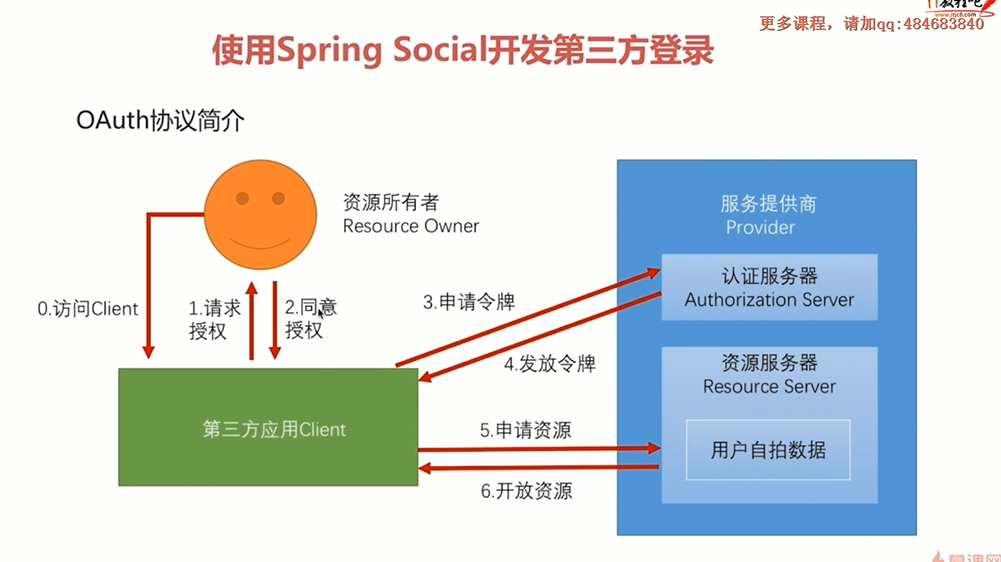 教程吧
www.itjc8.com
更多课程，请加qq:484683840
使用Spring Social开发第三方登录
OAuth协议简介
资源所有者
Resource Owner
服务提供商
Provider
认证服务器
Authorization Server
0.访问Client
1.请求
授权
2.同意
授权
3.申请令牌
4.发放令牌
资源服务器
Resource Server
第三方应用Client
5.申请资源
用户自拍数据
6.开放资源